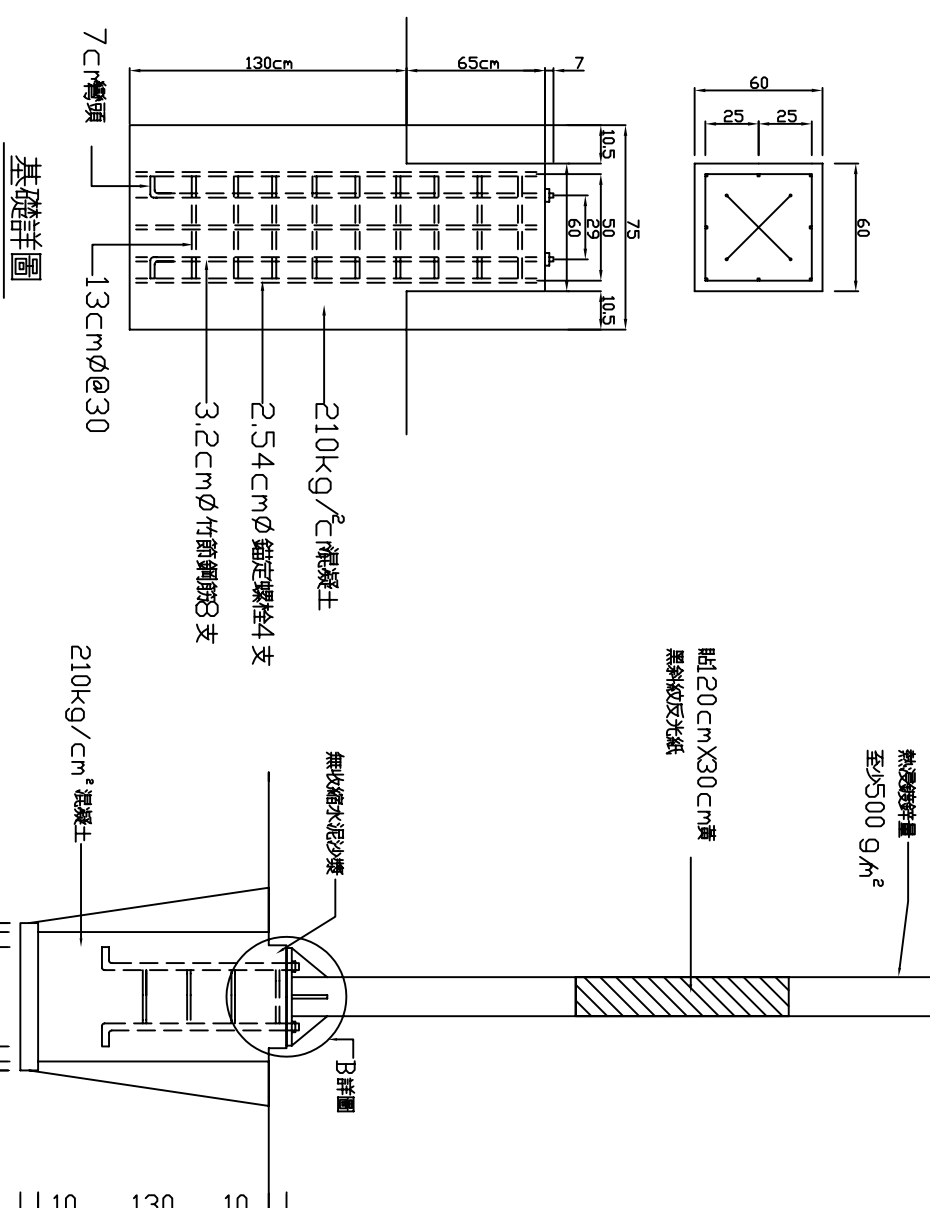 60
25 25
60
130cm
65cm
7
10.5
75
50
29
60
10.5
7cm彎頭
13cmØ@30
3.2cmØ竹節鋼筋8支
2.54cmØ錨定螺栓4支
210kg/cm²混凝土
基礎詳圖
熱浸鍍鋅量
至少500 g/m²
貼120cmX30cm黃
黑斜紋反光紙
無收縮水泥沙漿
210kg/cm²混凝土
B詳圖
10
130
10